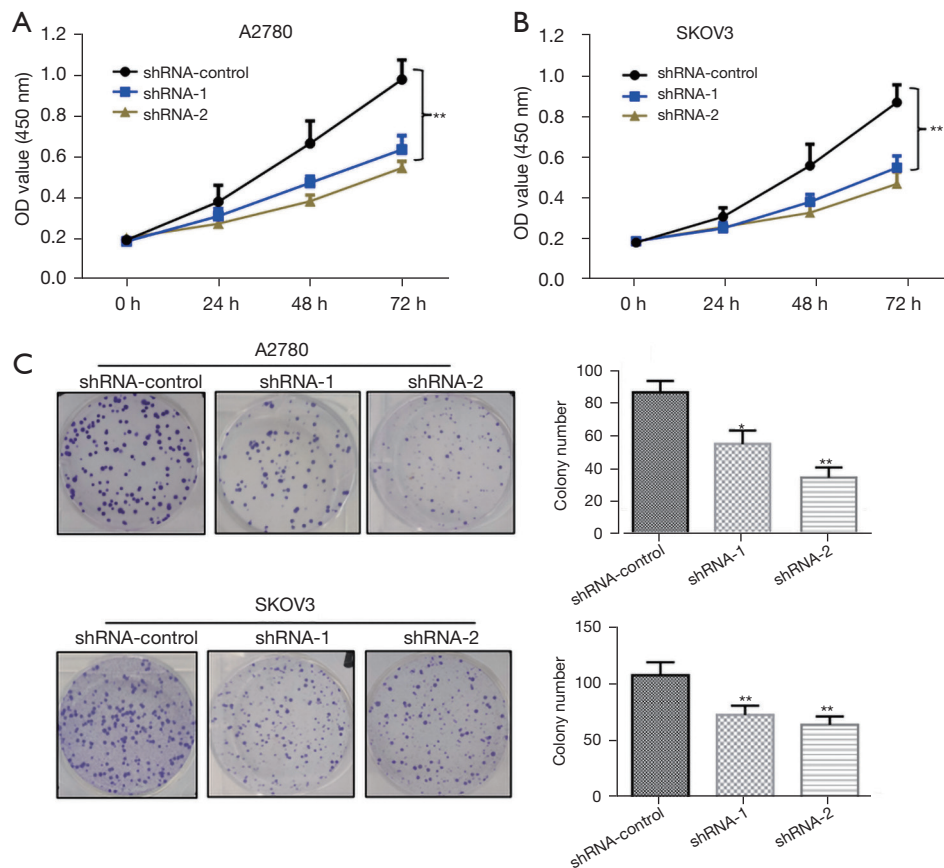 A
A2780
1.2
1.0
0.8
0.6
0.4
0.2
0.0
OD value (450 nm)
shRNA-control
shRNA-1
shRNA-2
**
0 h 24 h 48 h 72 h
B
SKOV3
1.2
1.0
0.8
0.6
0.4
0.2
0.0
OD value (450 nm)
shRNA-control
shRNA-1
shRNA-2
**
0 h 24 h 48 h 72 h
C
A2780
shRNA-control shRNA-1 shRNA-2
100
80
60
40
20
0
Colony number
*
**
shRNA-control shRNA-1 shRNA-2
SKOV3
shRNA-control shRNA-1 shRNA-2
150
100
50
0
Colony number
**
**
shRNA-control shRNA-1 shRNA-2